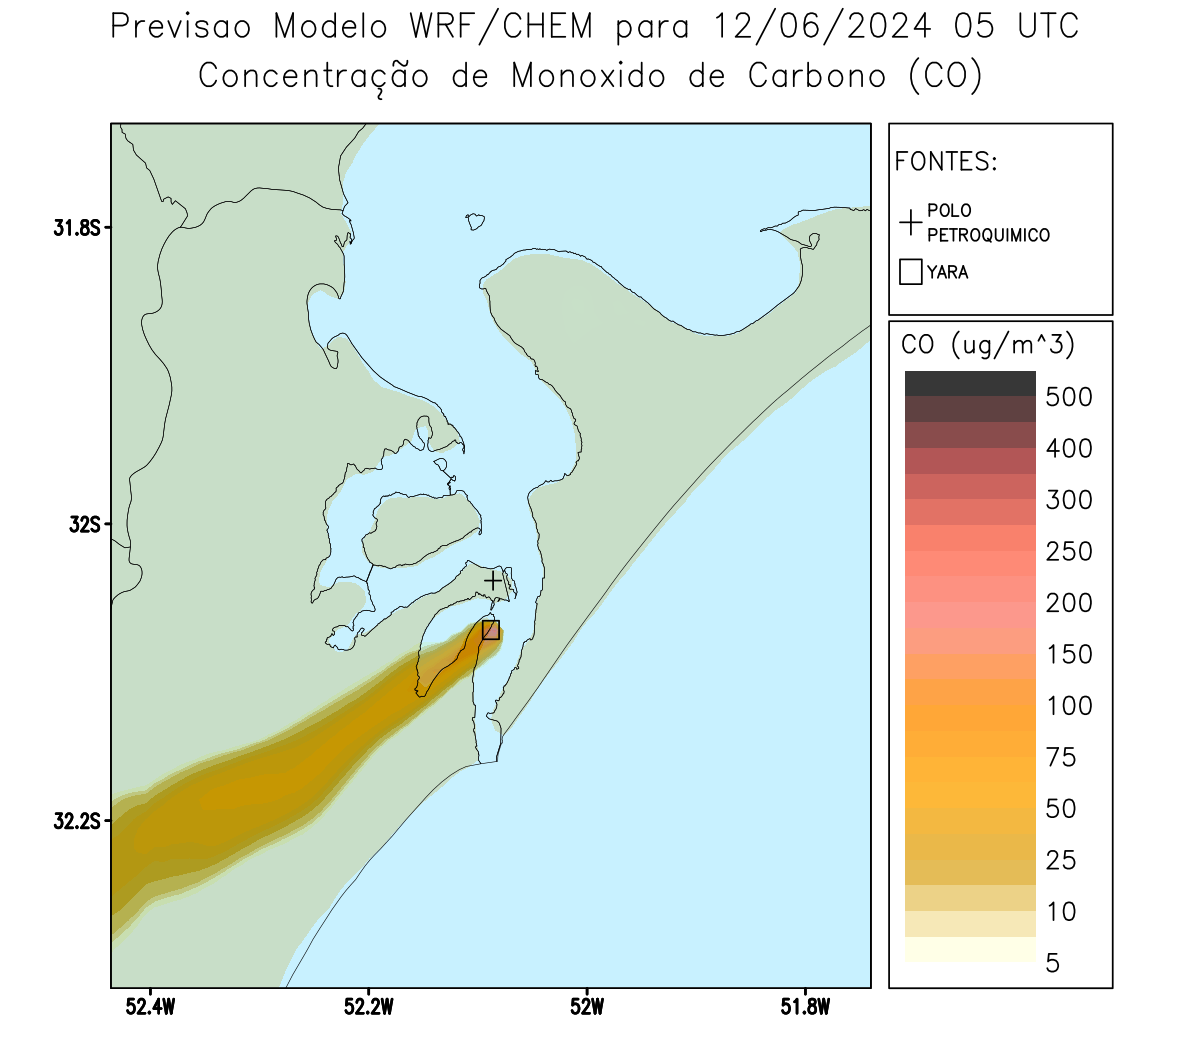 Previsao Modelo WRF/CHEM para 12/06/2024 05 UTC
Concentração de Monoxido de Carbono (CO)
31.8S
32S
32.2S
52.4W
52.2W
52W
51.8W
FONTES:
POLO
PETROQUIMICO
YARA
CO (ug/m^3)
500
400
300
250
200
150
100
75
50
25
10
5